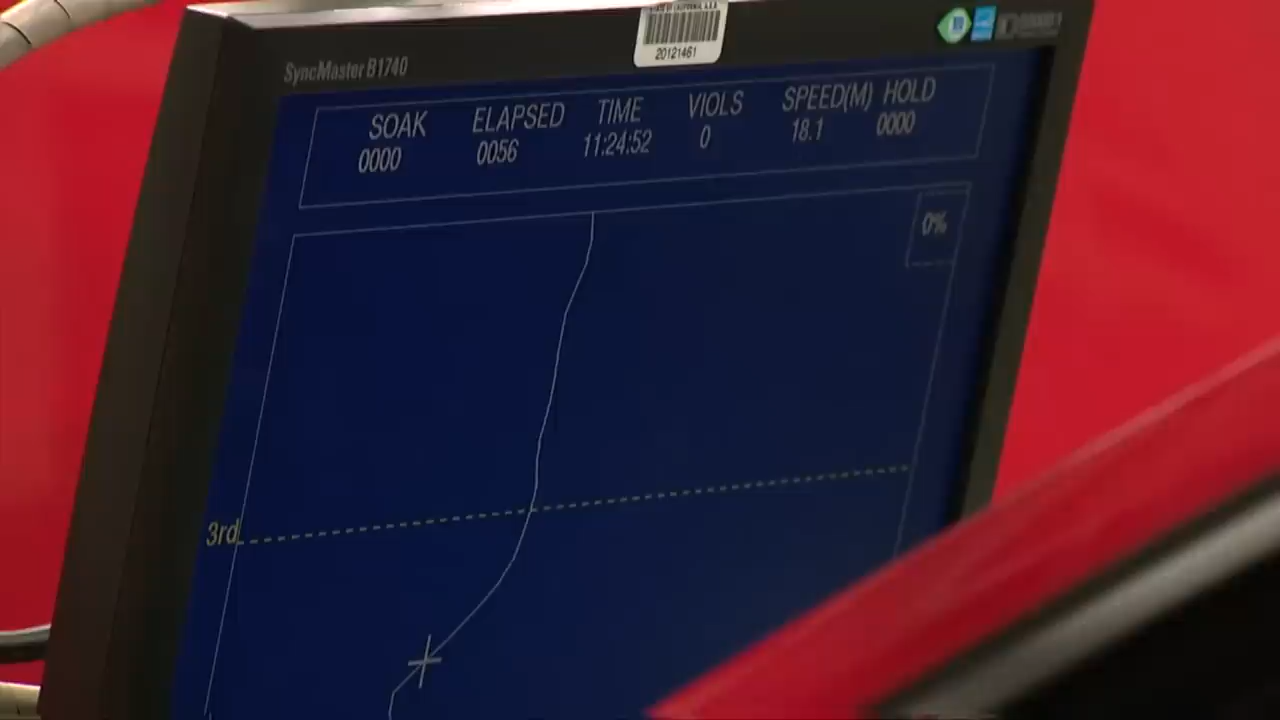 20121461
SyncMaster B1740
SOAK ELAPSED TIME VIOLS SPEED(M) HOLD
0000 0056 11:24:52 0 18.1 0000
0%
3rd